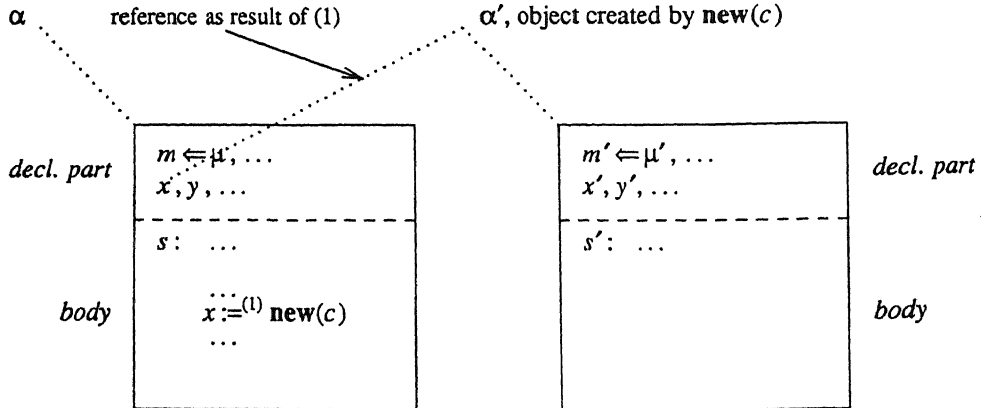 α reference as result of (1) α′, object created by new(c)
decl. part
m ⇐ μ, ...
x, y, ...
s: ...
...
x :=(1) new(c)
...
body
m′ ⇐ μ′, ...
x′, y′, ...
s′: ...
decl. part
body